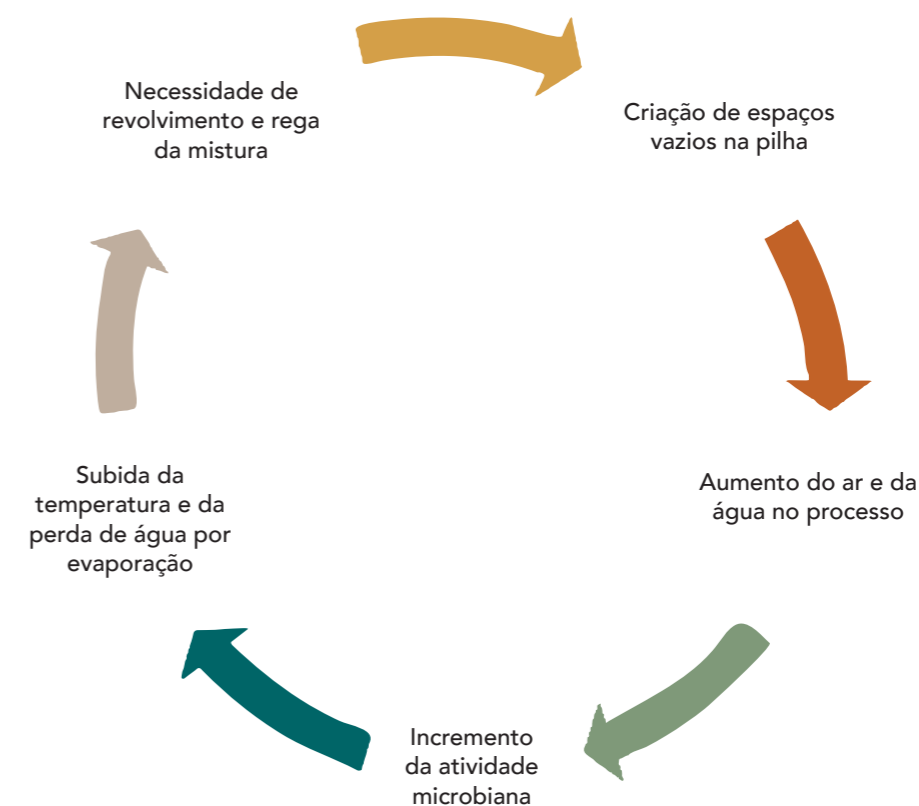 Necessidade de
revolvimento e rega
da mistura
Criação de espaços
vazios na pilha
Aumento do ar e da
água no processo
Incremento
da atividade
microbiana
Subida da
temperatura e da
perda de água por
evaporação